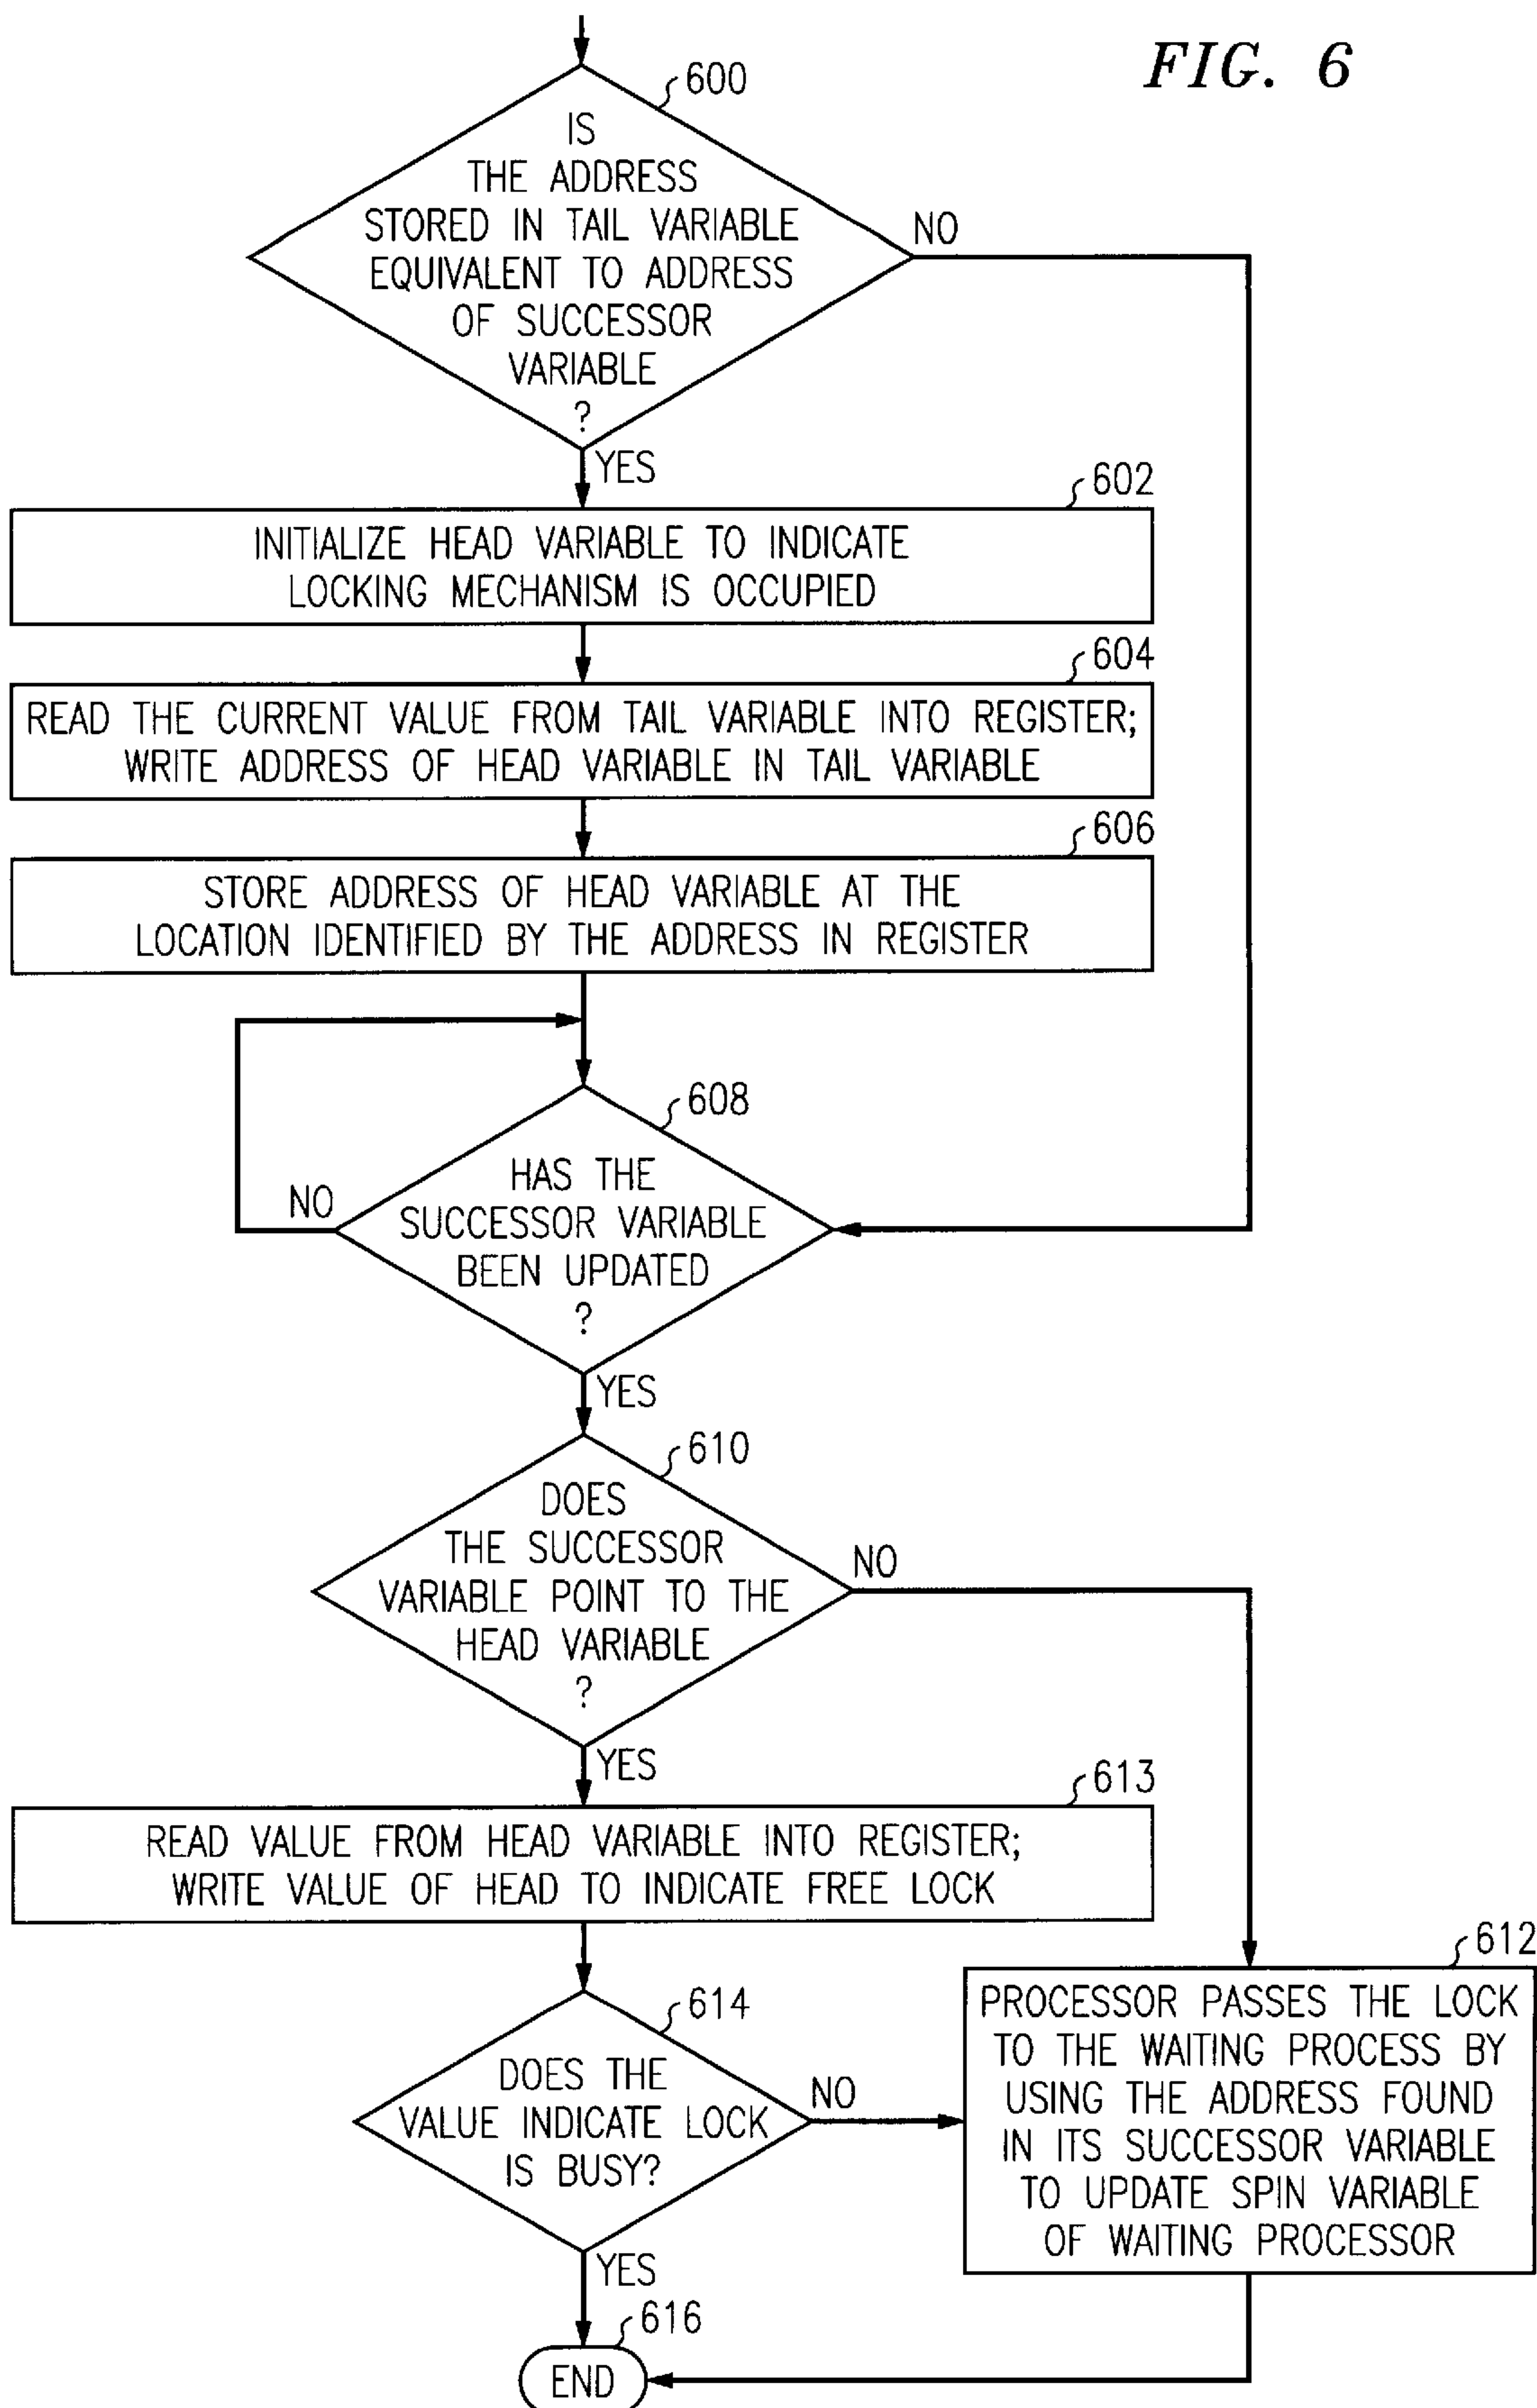 FIG. 6
600
IS
THE ADDRESS
STORED IN TAIL VARIABLE
EQUIVALENT TO ADDRESS
OF SUCCESSOR
VARIABLE
?
NO
YES
602
INITIALIZE HEAD VARIABLE TO INDICATE
LOCKING MECHANISM IS OCCUPIED
604
READ THE CURRENT VALUE FROM TAIL VARIABLE INTO REGISTER;
WRITE ADDRESS OF HEAD VARIABLE IN TAIL VARIABLE
606
STORE ADDRESS OF HEAD VARIABLE AT THE
LOCATION IDENTIFIED BY THE ADDRESS IN REGISTER
608
HAS THE
SUCCESSOR VARIABLE
BEEN UPDATED
?
NO
YES
610
DOES
THE SUCCESSOR
VARIABLE POINT TO THE
HEAD VARIABLE
?
NO
YES
613
READ VALUE FROM HEAD VARIABLE INTO REGISTER;
WRITE VALUE OF HEAD TO INDICATE FREE LOCK
614
DOES THE
VALUE INDICATE LOCK
IS BUSY?
NO
YES
612
PROCESSOR PASSES THE LOCK
TO THE WAITING PROCESS BY
USING THE ADDRESS FOUND
IN ITS SUCCESSOR VARIABLE
TO UPDATE SPIN VARIABLE
OF WAITING PROCESSOR
616
END